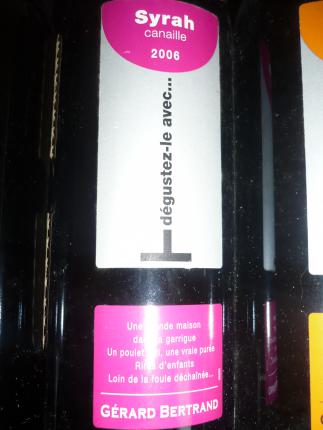 Syrah
canaille
2006
dégustez-le avec...
Une grande maison
dans la garrigue
Un poulet rôti, une vraie purée
Rires d'enfants
Loin de la foule déchaînée...
GÉRARD BERTRAND